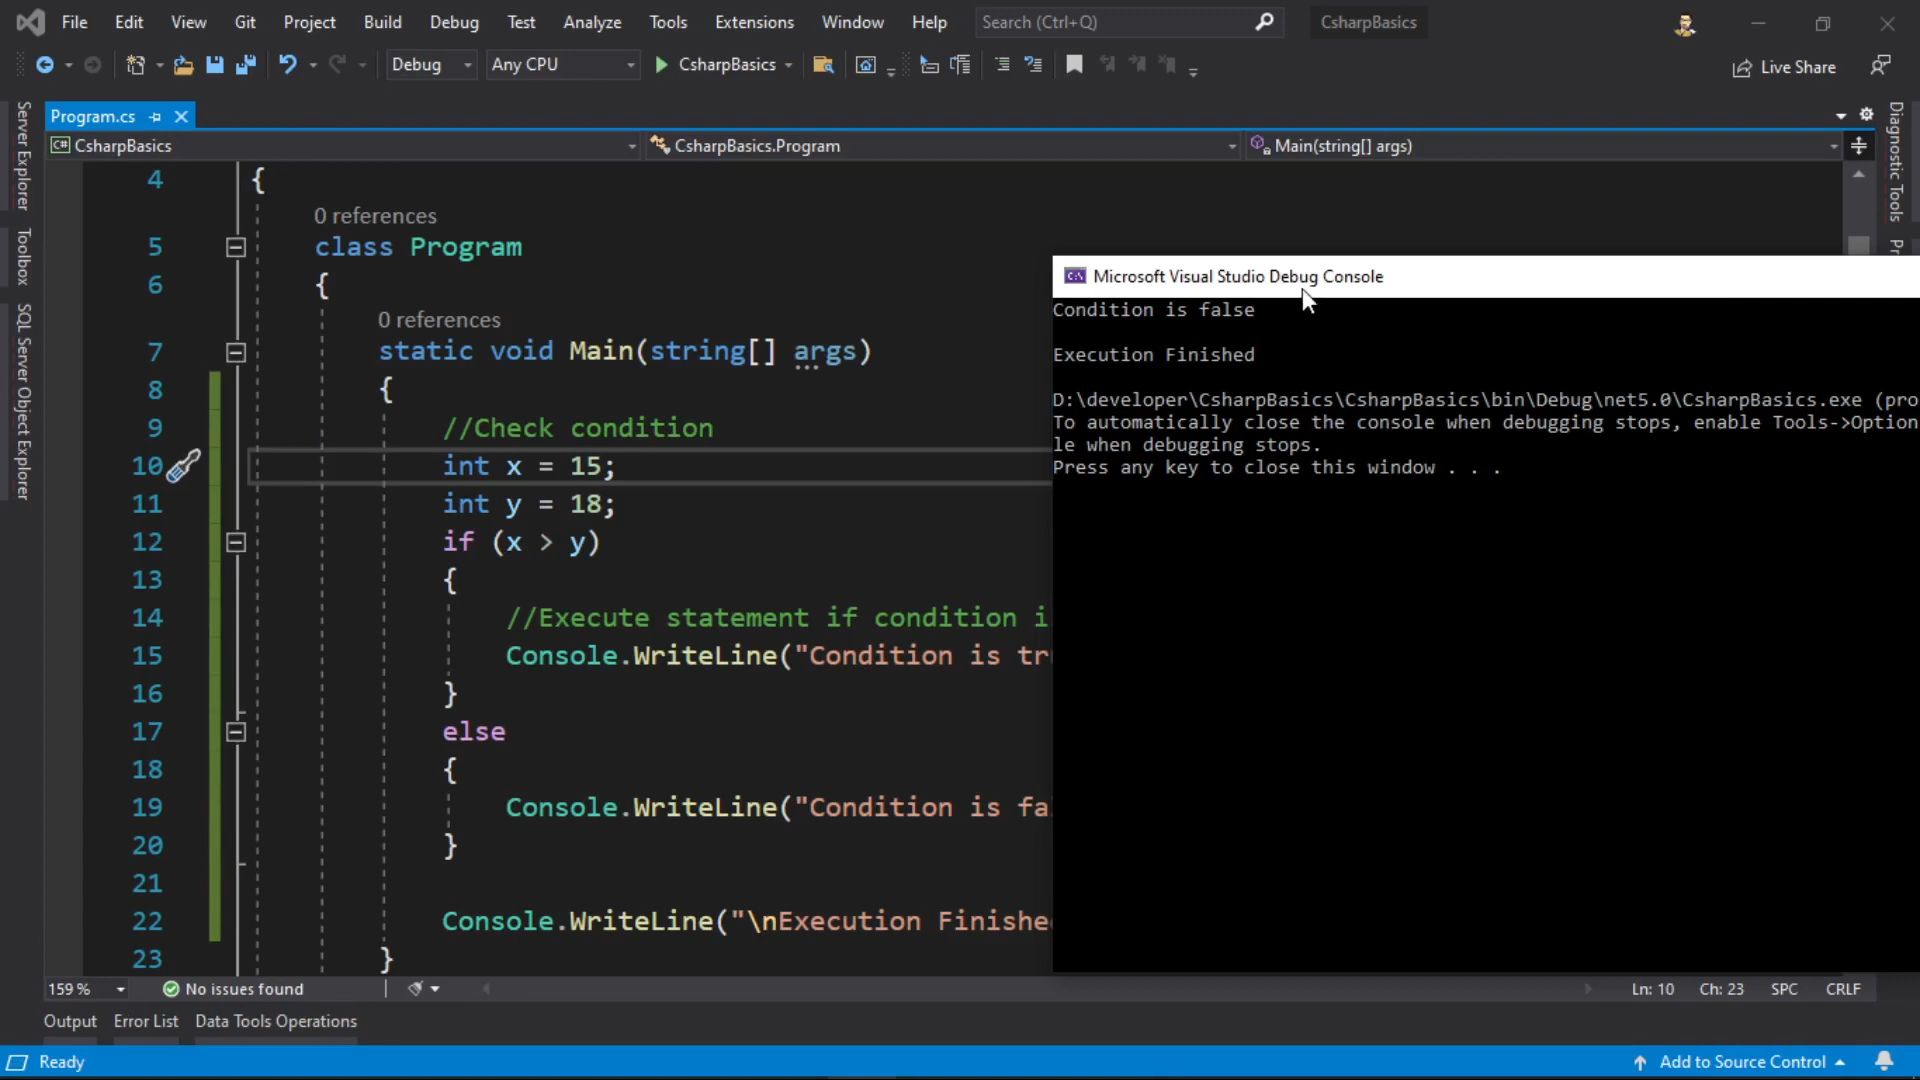 File Edit View Git Project Build Debug Test Analyze Tools Extensions Window Help Search (Ctrl+Q) CsharpBasics
Debug Any CPU CsharpBasics Live Share
Server Explorer
Toolbox
SQL Server Object Explorer
Program.cs
C# CsharpBasics CsharpBasics.Program Main(string[] args)
4 {
0 references
5 class Program
6 {
0 references
7 static void Main(string[] args)
8 {
9 //Check condition
10 int x = 15;
11 int y = 18;
12 if (x > y)
13 {
14 //Execute statement if condition i
15 Console.WriteLine("Condition is tr
16 }
17 else
18 {
19 Console.WriteLine("Condition is fa
20 }
21
22 Console.WriteLine("\nExecution Finishe
23 }
Microsoft Visual Studio Debug Console
Condition is false
Execution Finished
D:\developer\CsharpBasics\CsharpBasics\bin\Debug\net5.0\CsharpBasics.exe (pro
To automatically close the console when debugging stops, enable Tools->Option
le when debugging stops.
Press any key to close this window . . .
Diagnostic Tools
Pr
159 % No issues found Ln: 10 Ch: 23 SPC CRLF
Output Error List Data Tools Operations
Ready Add to Source Control